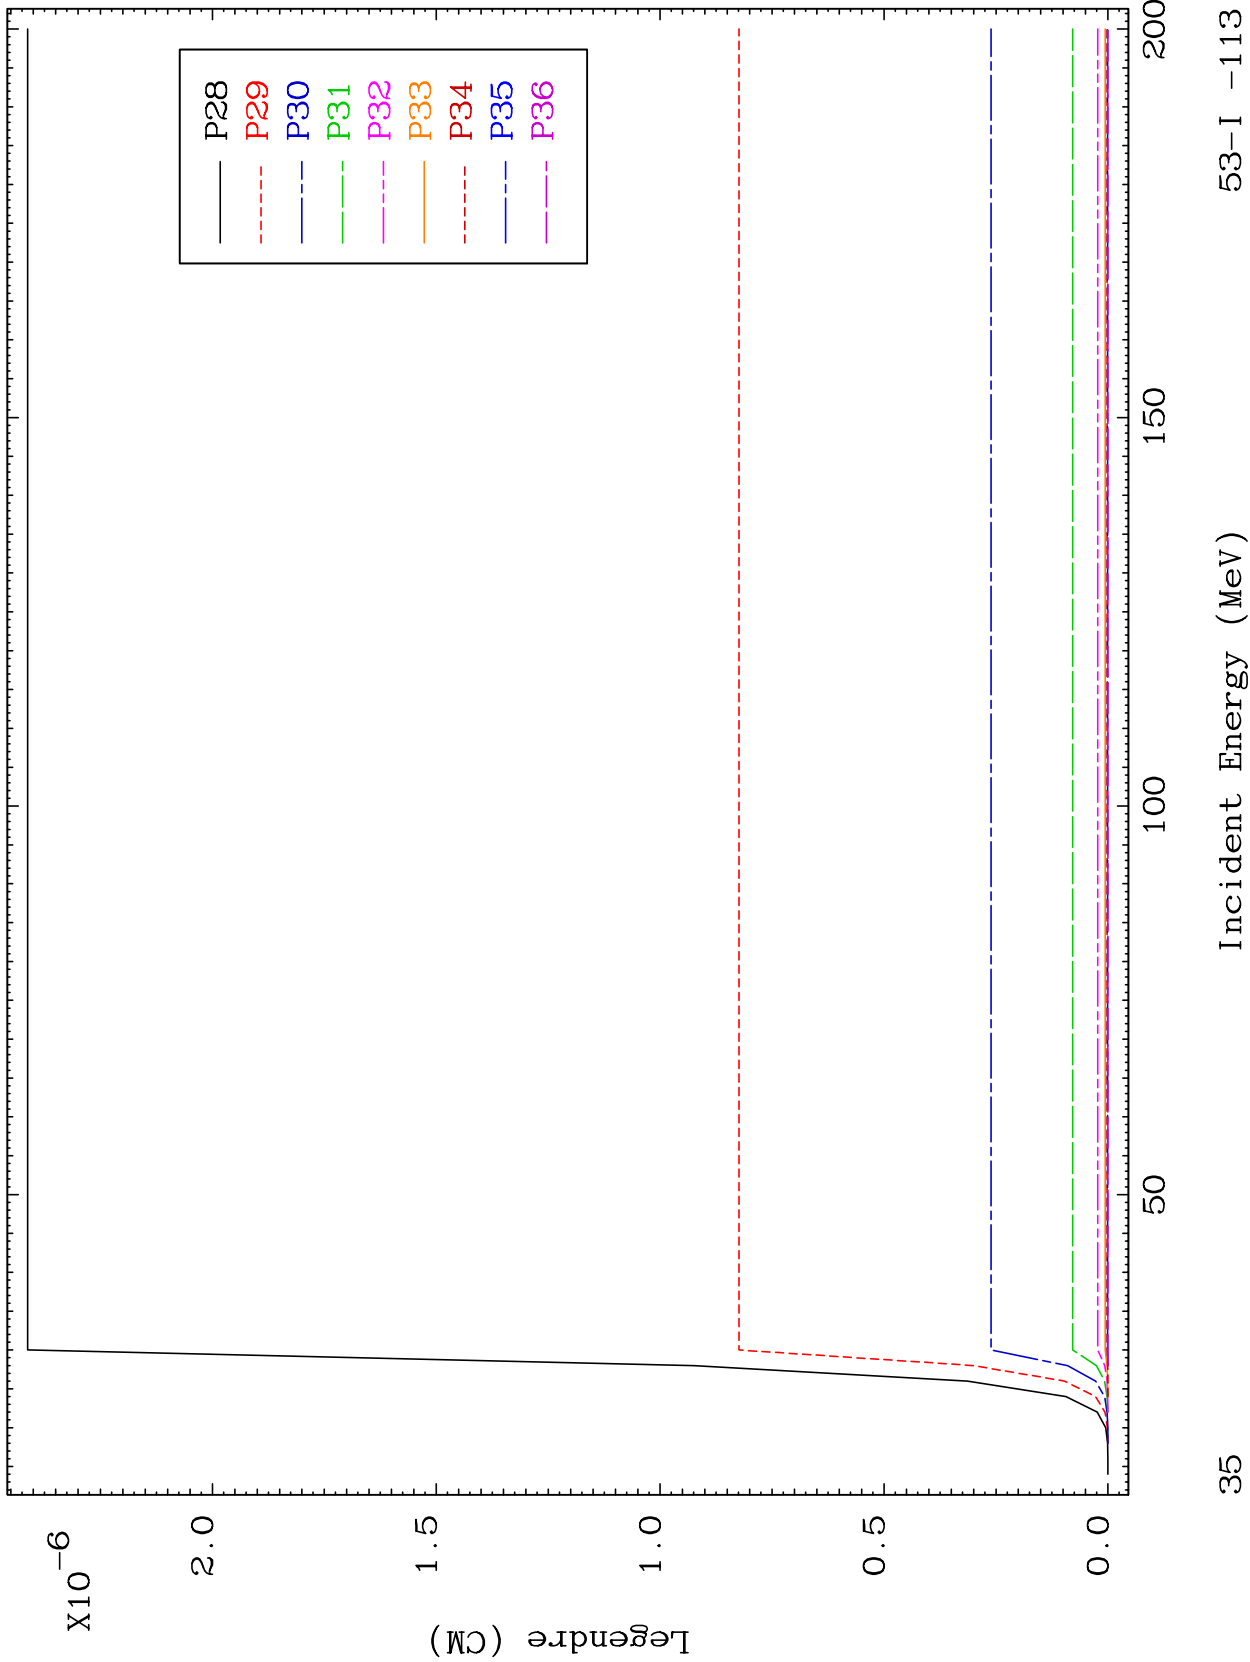 X10-6
2.0
1.5
1.0
0.5
0.0
Legendre (CM)
P28
P29
P30
P31
P32
P33
P34
P35
P36
50
100
150
200
Incident Energy (MeV)
35
53-I -113